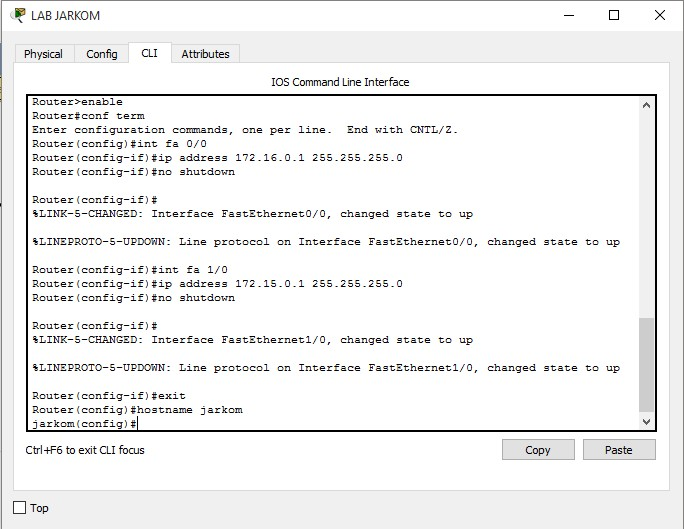 LAB JARKOM
Physical Config CLI Attributes
IOS Command Line Interface
Router>enable
Router#conf term
Enter configuration commands, one per line.  End with CNTL/Z.
Router(config)#int fa 0/0
Router(config-if)#ip address 172.16.0.1 255.255.255.0
Router(config-if)#no shutdown
Router(config-if)#
%LINK-5-CHANGED: Interface FastEthernet0/0, changed state to up
%LINEPROTO-5-UPDOWN: Line protocol on Interface FastEthernet0/0, changed state to up
Router(config-if)#int fa 1/0
Router(config-if)#ip address 172.15.0.1 255.255.255.0
Router(config-if)#no shutdown
Router(config-if)#
%LINK-5-CHANGED: Interface FastEthernet1/0, changed state to up
%LINEPROTO-5-UPDOWN: Line protocol on Interface FastEthernet1/0, changed state to up
Router(config-if)#exit
Router(config)#hostname jarkom
jarkom(config)#
Ctrl+F6 to exit CLI focus Copy Paste
Top